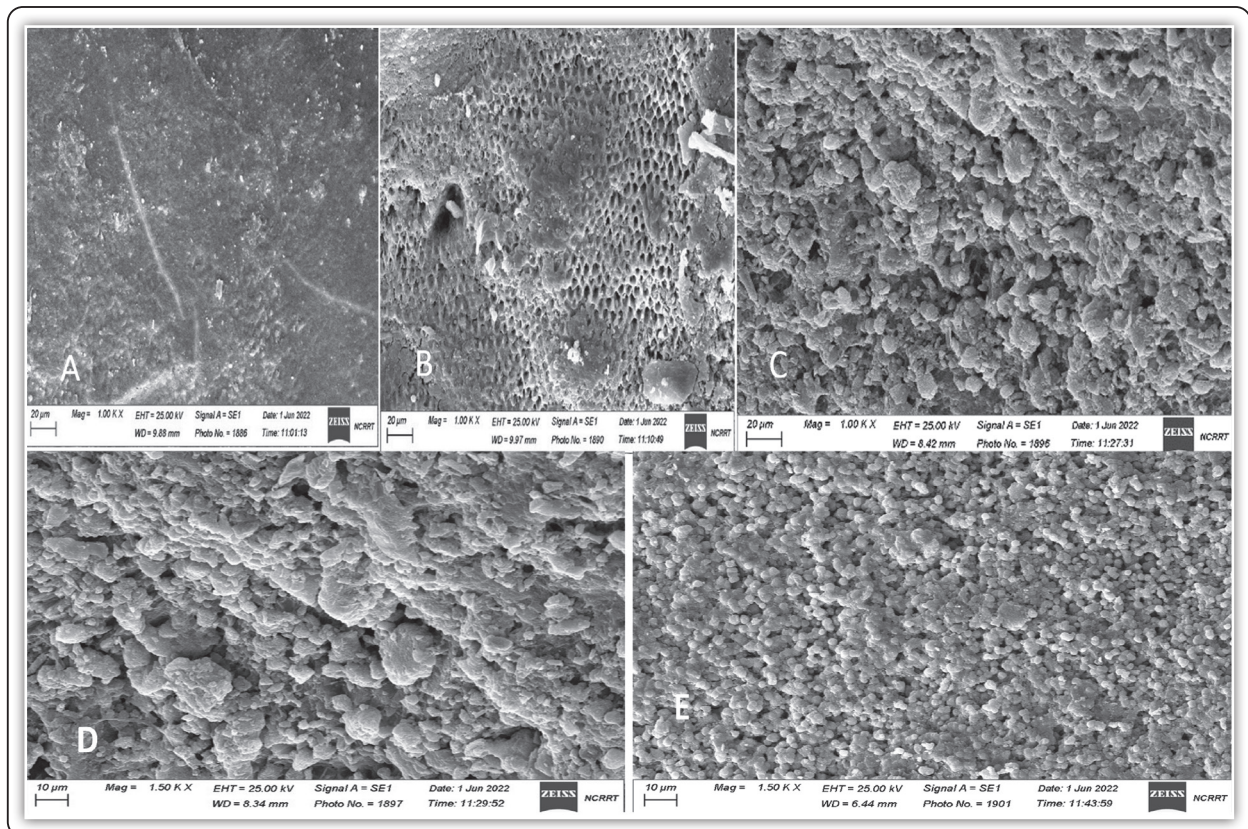 A
20 µm Mag = 1.00 K X EHT = 25.00 kV Signal A = SE1 Date: 1 Jun 2022 ZEISS NCRRT
WD = 9.88 mm Photo No. = 1886 Time: 11:01:13
B
20 µm Mag = 1.00 K X EHT = 25.00 kV Signal A = SE1 Date: 1 Jun 2022 ZEISS NCRRT
WD = 9.97 mm Photo No. = 1890 Time: 11:10:49
C
20 µm Mag = 1.00 K X EHT = 25.00 kV Signal A = SE1 Date: 1 Jun 2022 ZEISS NCRRT
WD = 8.42 mm Photo No. = 1896 Time: 11:27:31
D
10 µm Mag = 1.50 K X EHT = 25.00 kV Signal A = SE1 Date: 1 Jun 2022 ZEISS NCRRT
WD = 8.34 mm Photo No. = 1897 Time: 11:29:52
E
10 µm Mag = 1.50 K X EHT = 25.00 kV Signal A = SE1 Date: 1 Jun 2022 ZEISS NCRRT
WD = 6.44 mm Photo No. = 1901 Time: 11:43:59